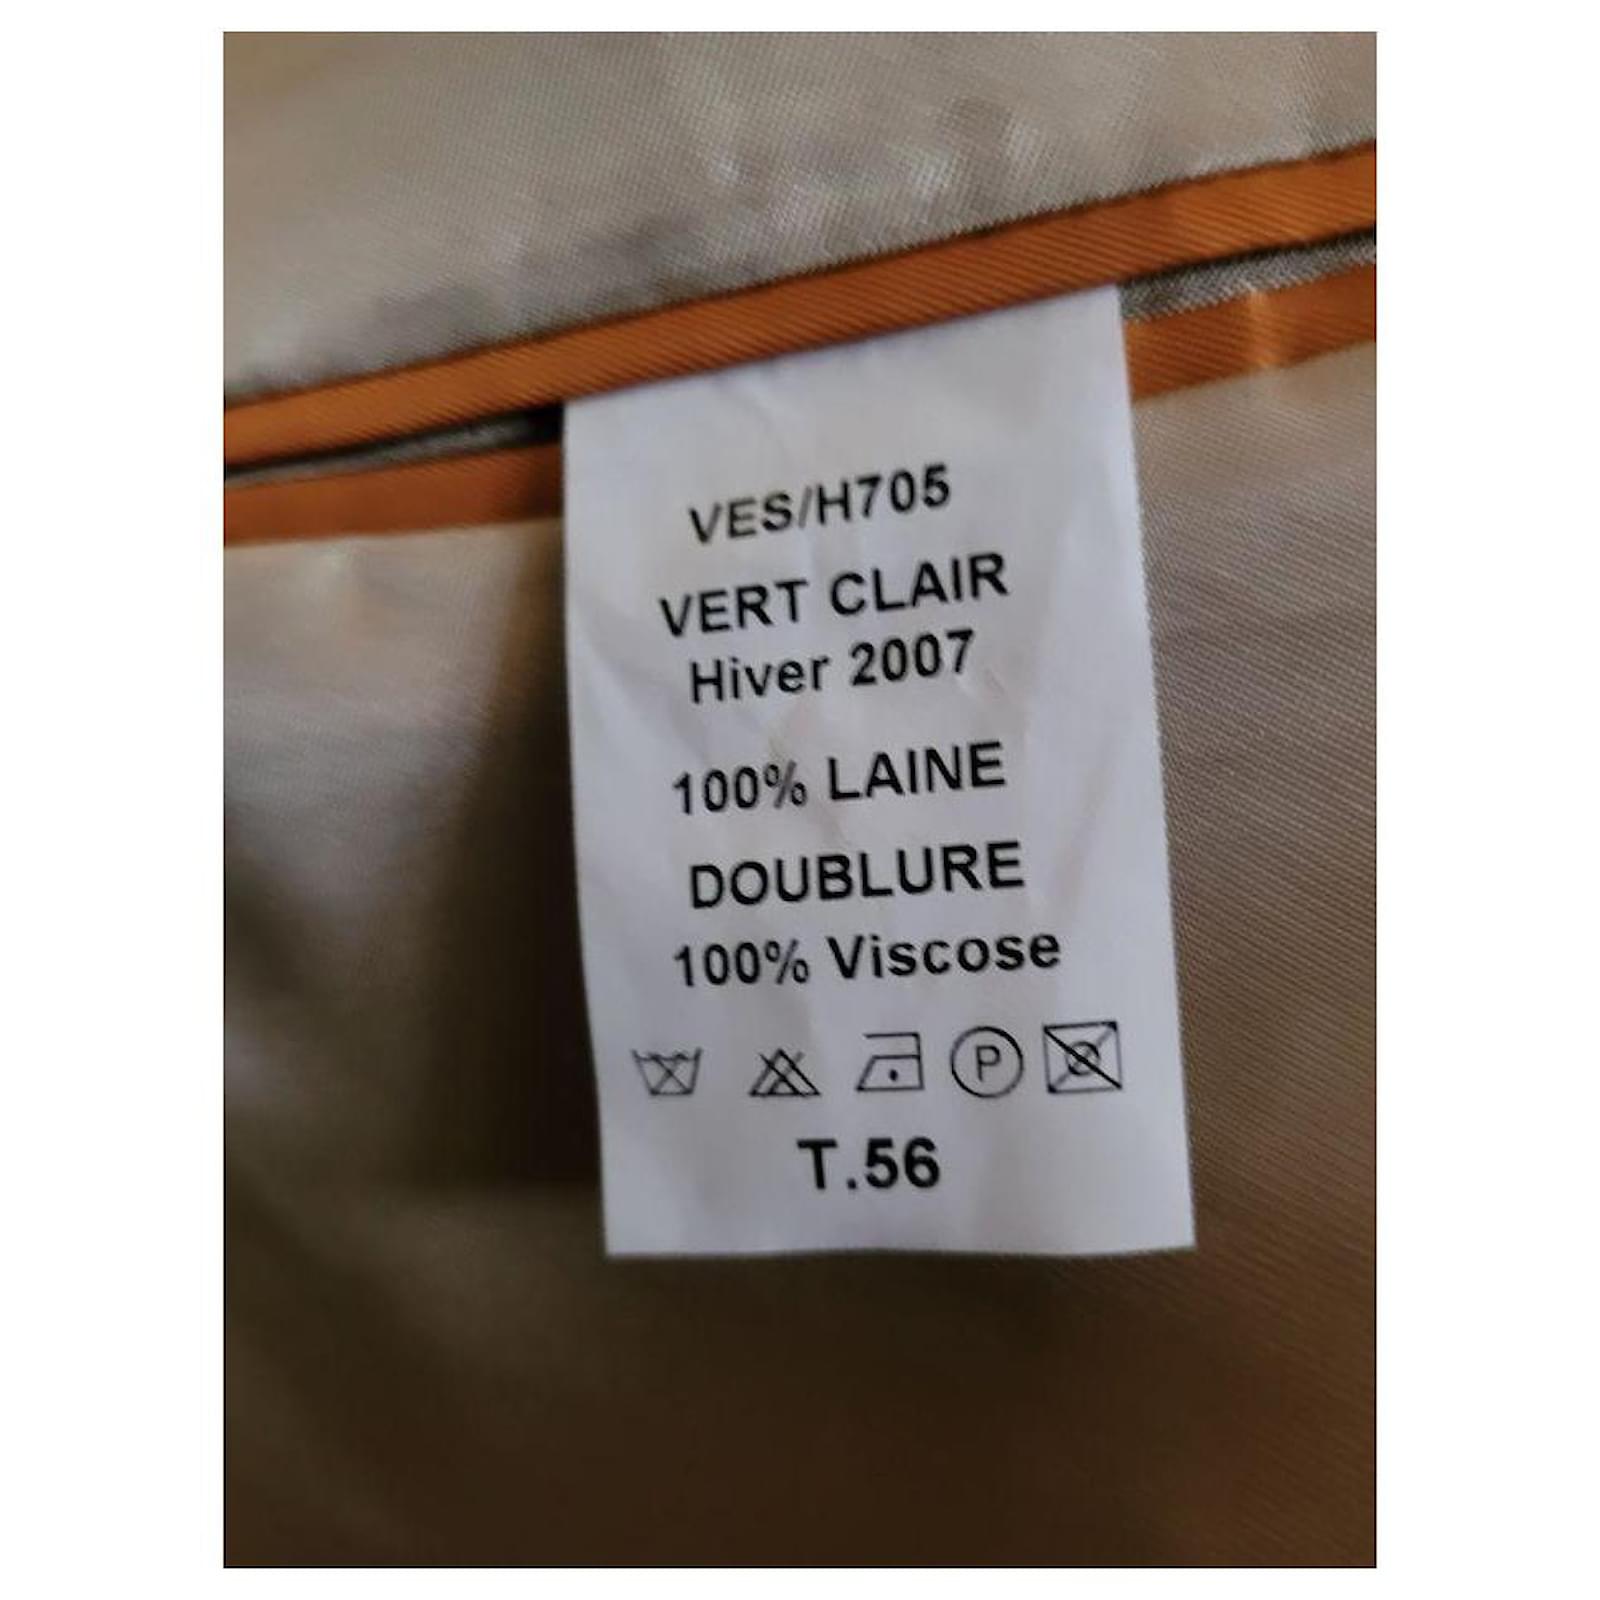 VES/H705
VERT CLAIR
Hiver 2007
100% LAINE
DOUBLURE
100% Viscose
P
T.56